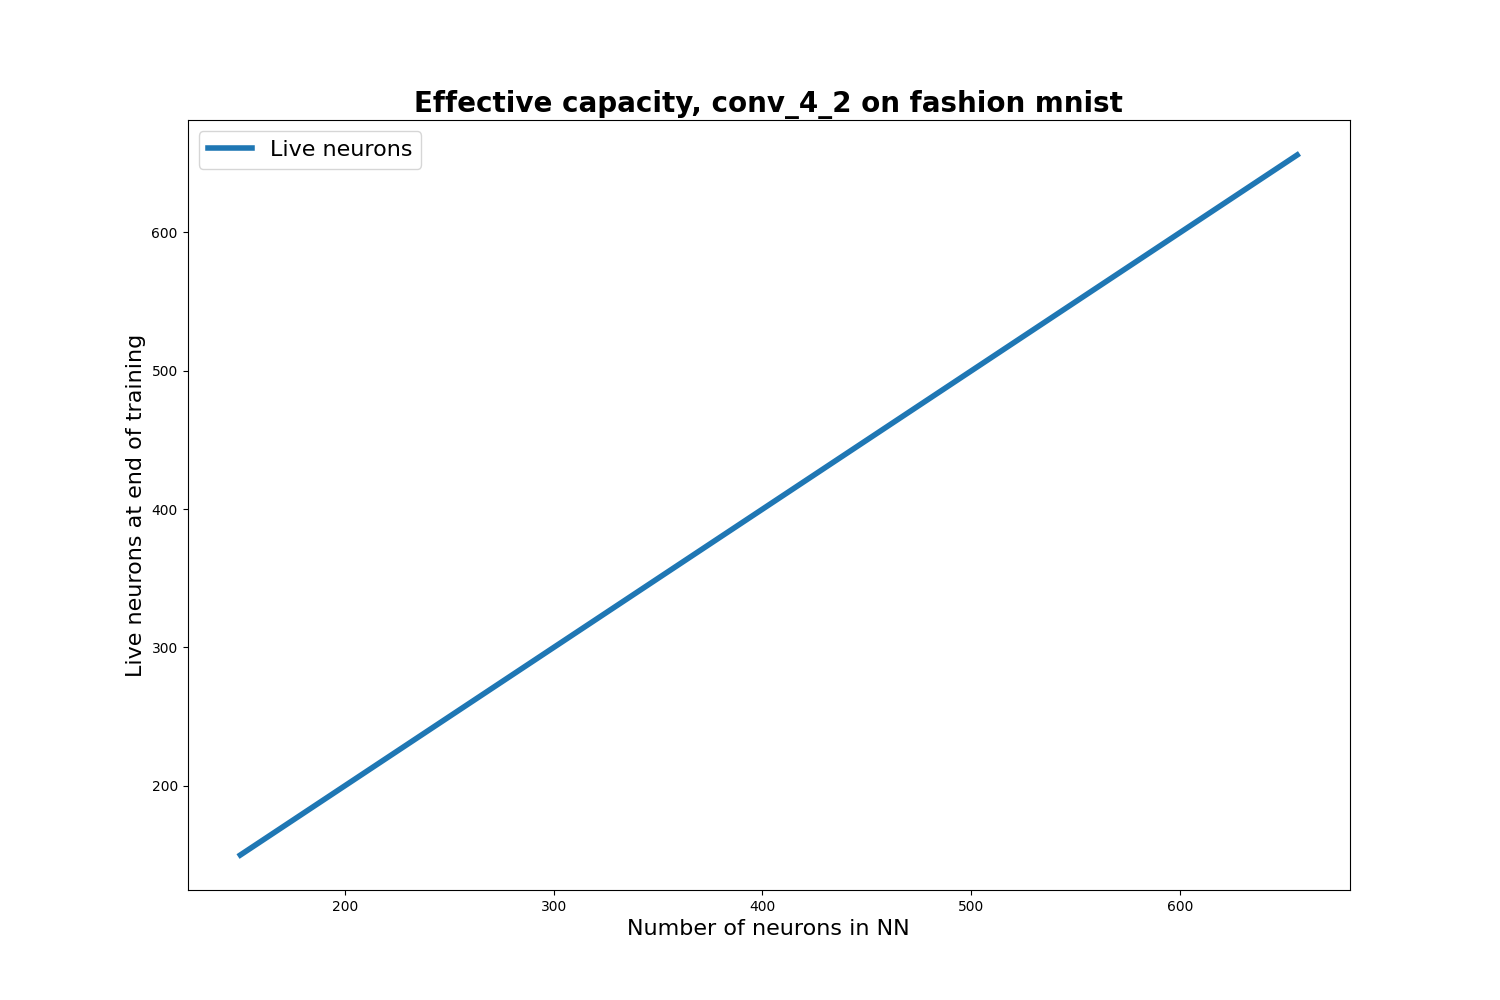 Effective capacity, conv_4_2 on fashion mnist
Live neurons
600
500
400
300
200
Live neurons at end of training
200 300 400 500 600
Number of neurons in NN